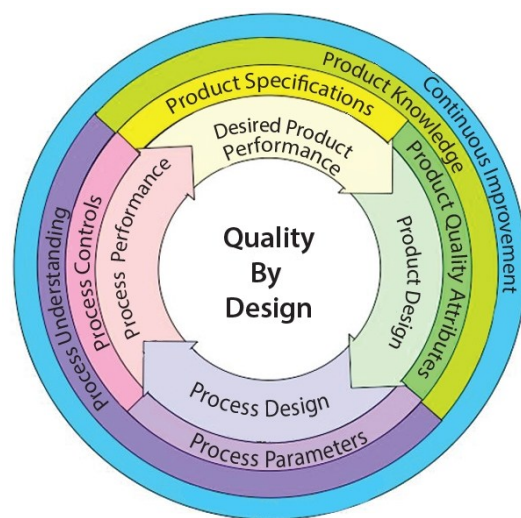 Continuous Improvement
Product Knowledge
Product Specifications
Desired Product
Performance
Product Quality Attributes
Product Design
Quality
By
Design
Process Understanding
Process Controls
Process Performance
Process Design
Process Parameters